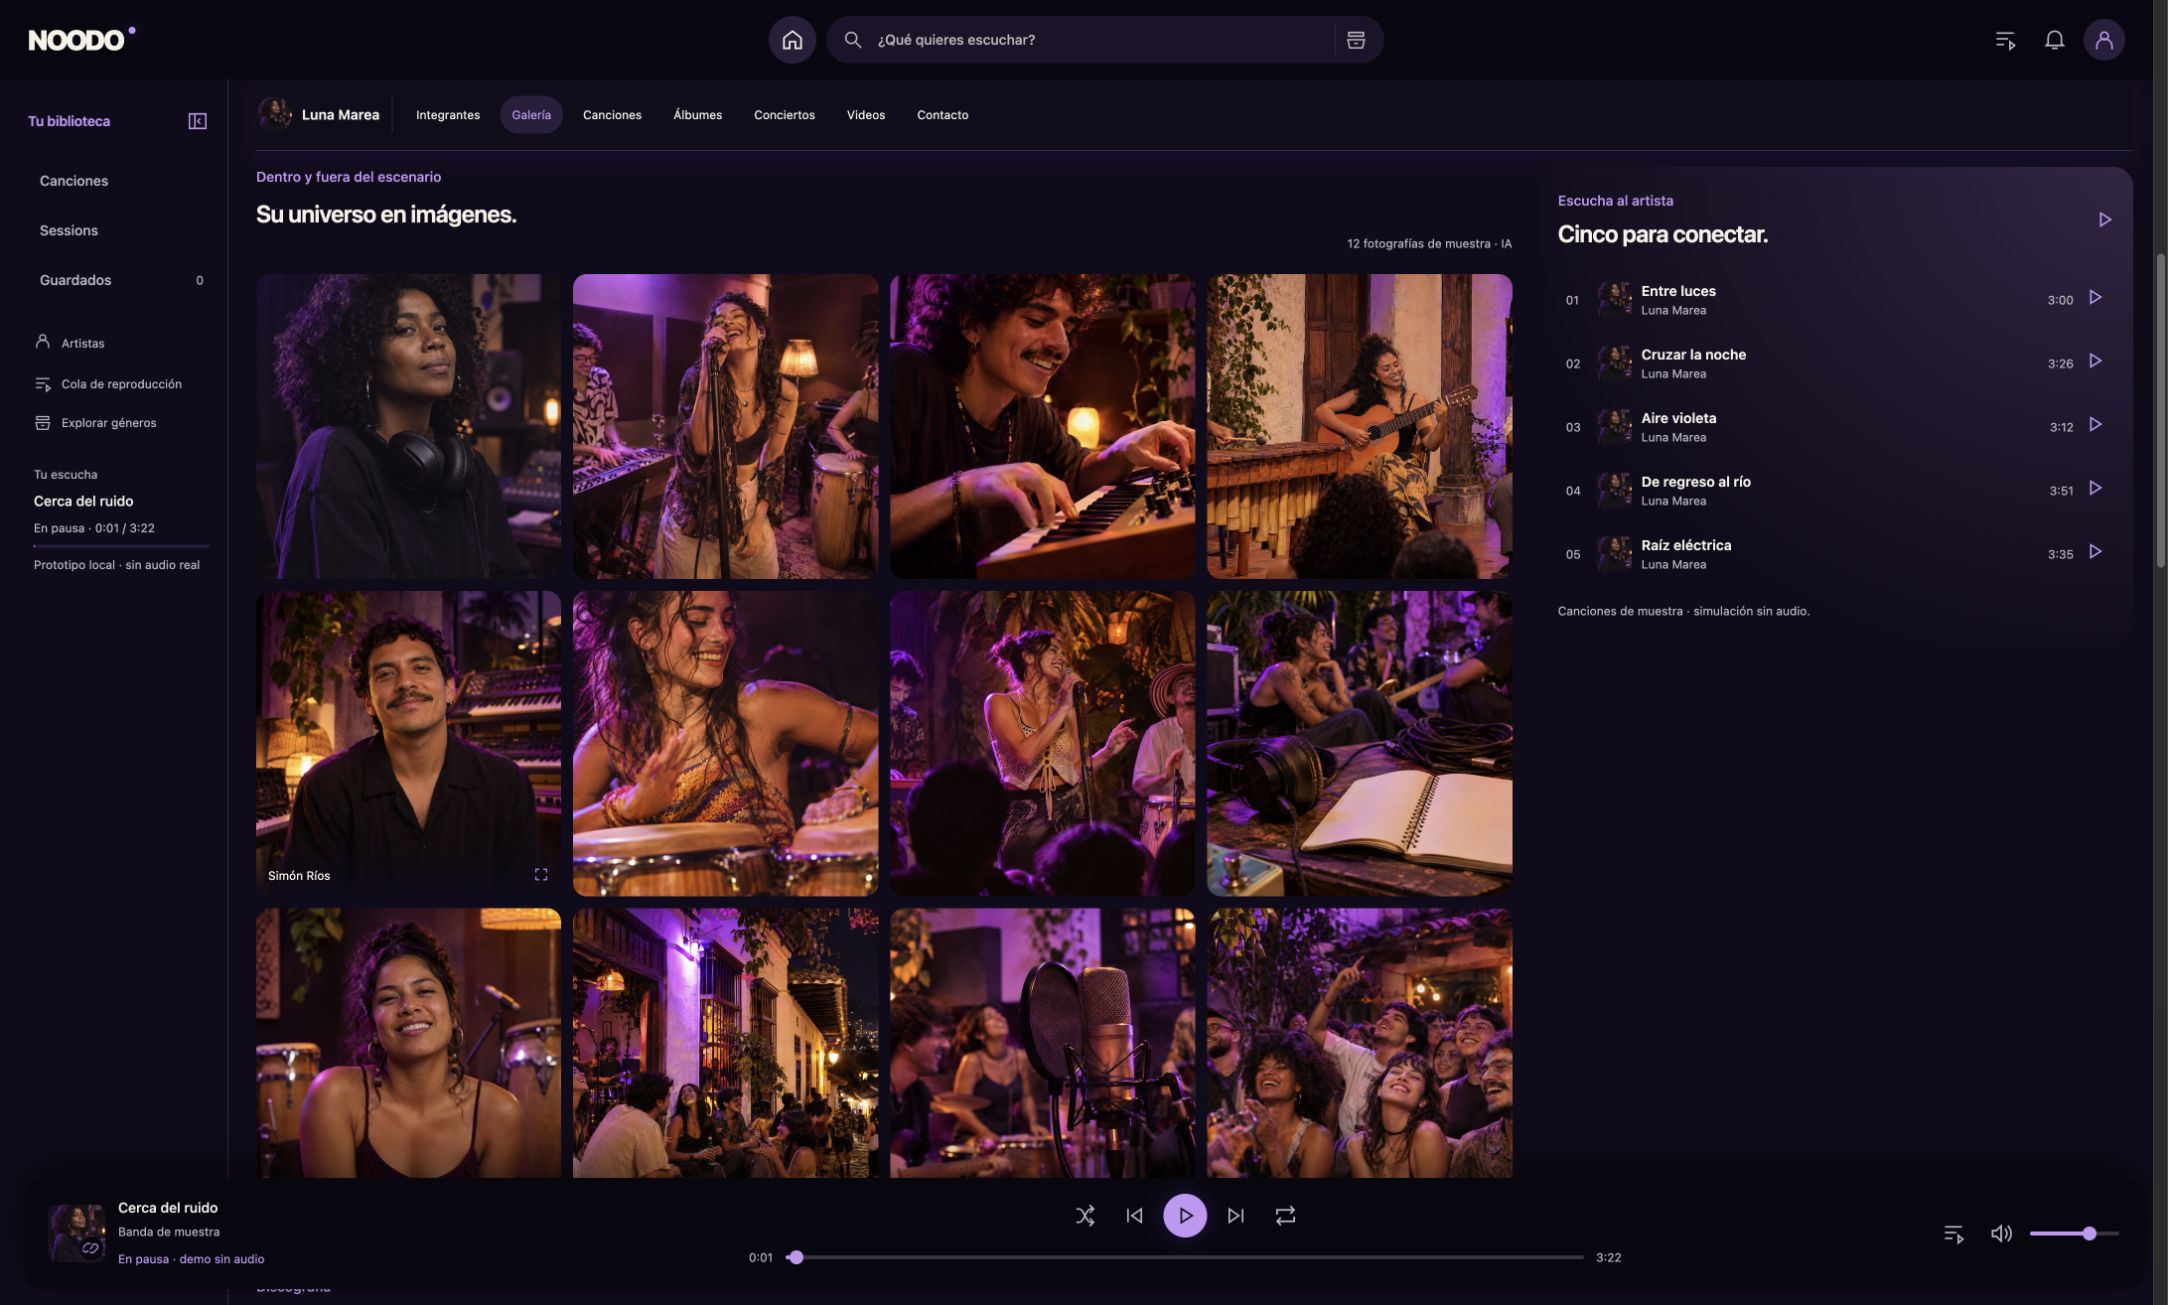 NOODO
¿Qué quieres escuchar?
Tu biblioteca
Canciones
Sessions
Guardados 0
Artistas
Cola de reproducción
Explorar géneros
Tu escucha
Cerca del ruido
En pausa · 0:01 / 3:22
Prototipo local · sin audio real
Luna Marea
Integrantes
Galería
Canciones
Álbumes
Conciertos
Videos
Contacto
Dentro y fuera del escenario
Su universo en imágenes.
12 fotografías de muestra · IA
Simón Ríos
Escucha al artista
Cinco para conectar.
01 Entre luces 3:00
Luna Marea
02 Cruzar la noche 3:26
Luna Marea
03 Aire violeta 3:12
Luna Marea
04 De regreso al río 3:51
Luna Marea
05 Raíz eléctrica 3:35
Luna Marea
Canciones de muestra · simulación sin audio.
Cerca del ruido
Banda de muestra
En pausa · demo sin audio
0:01
3:22